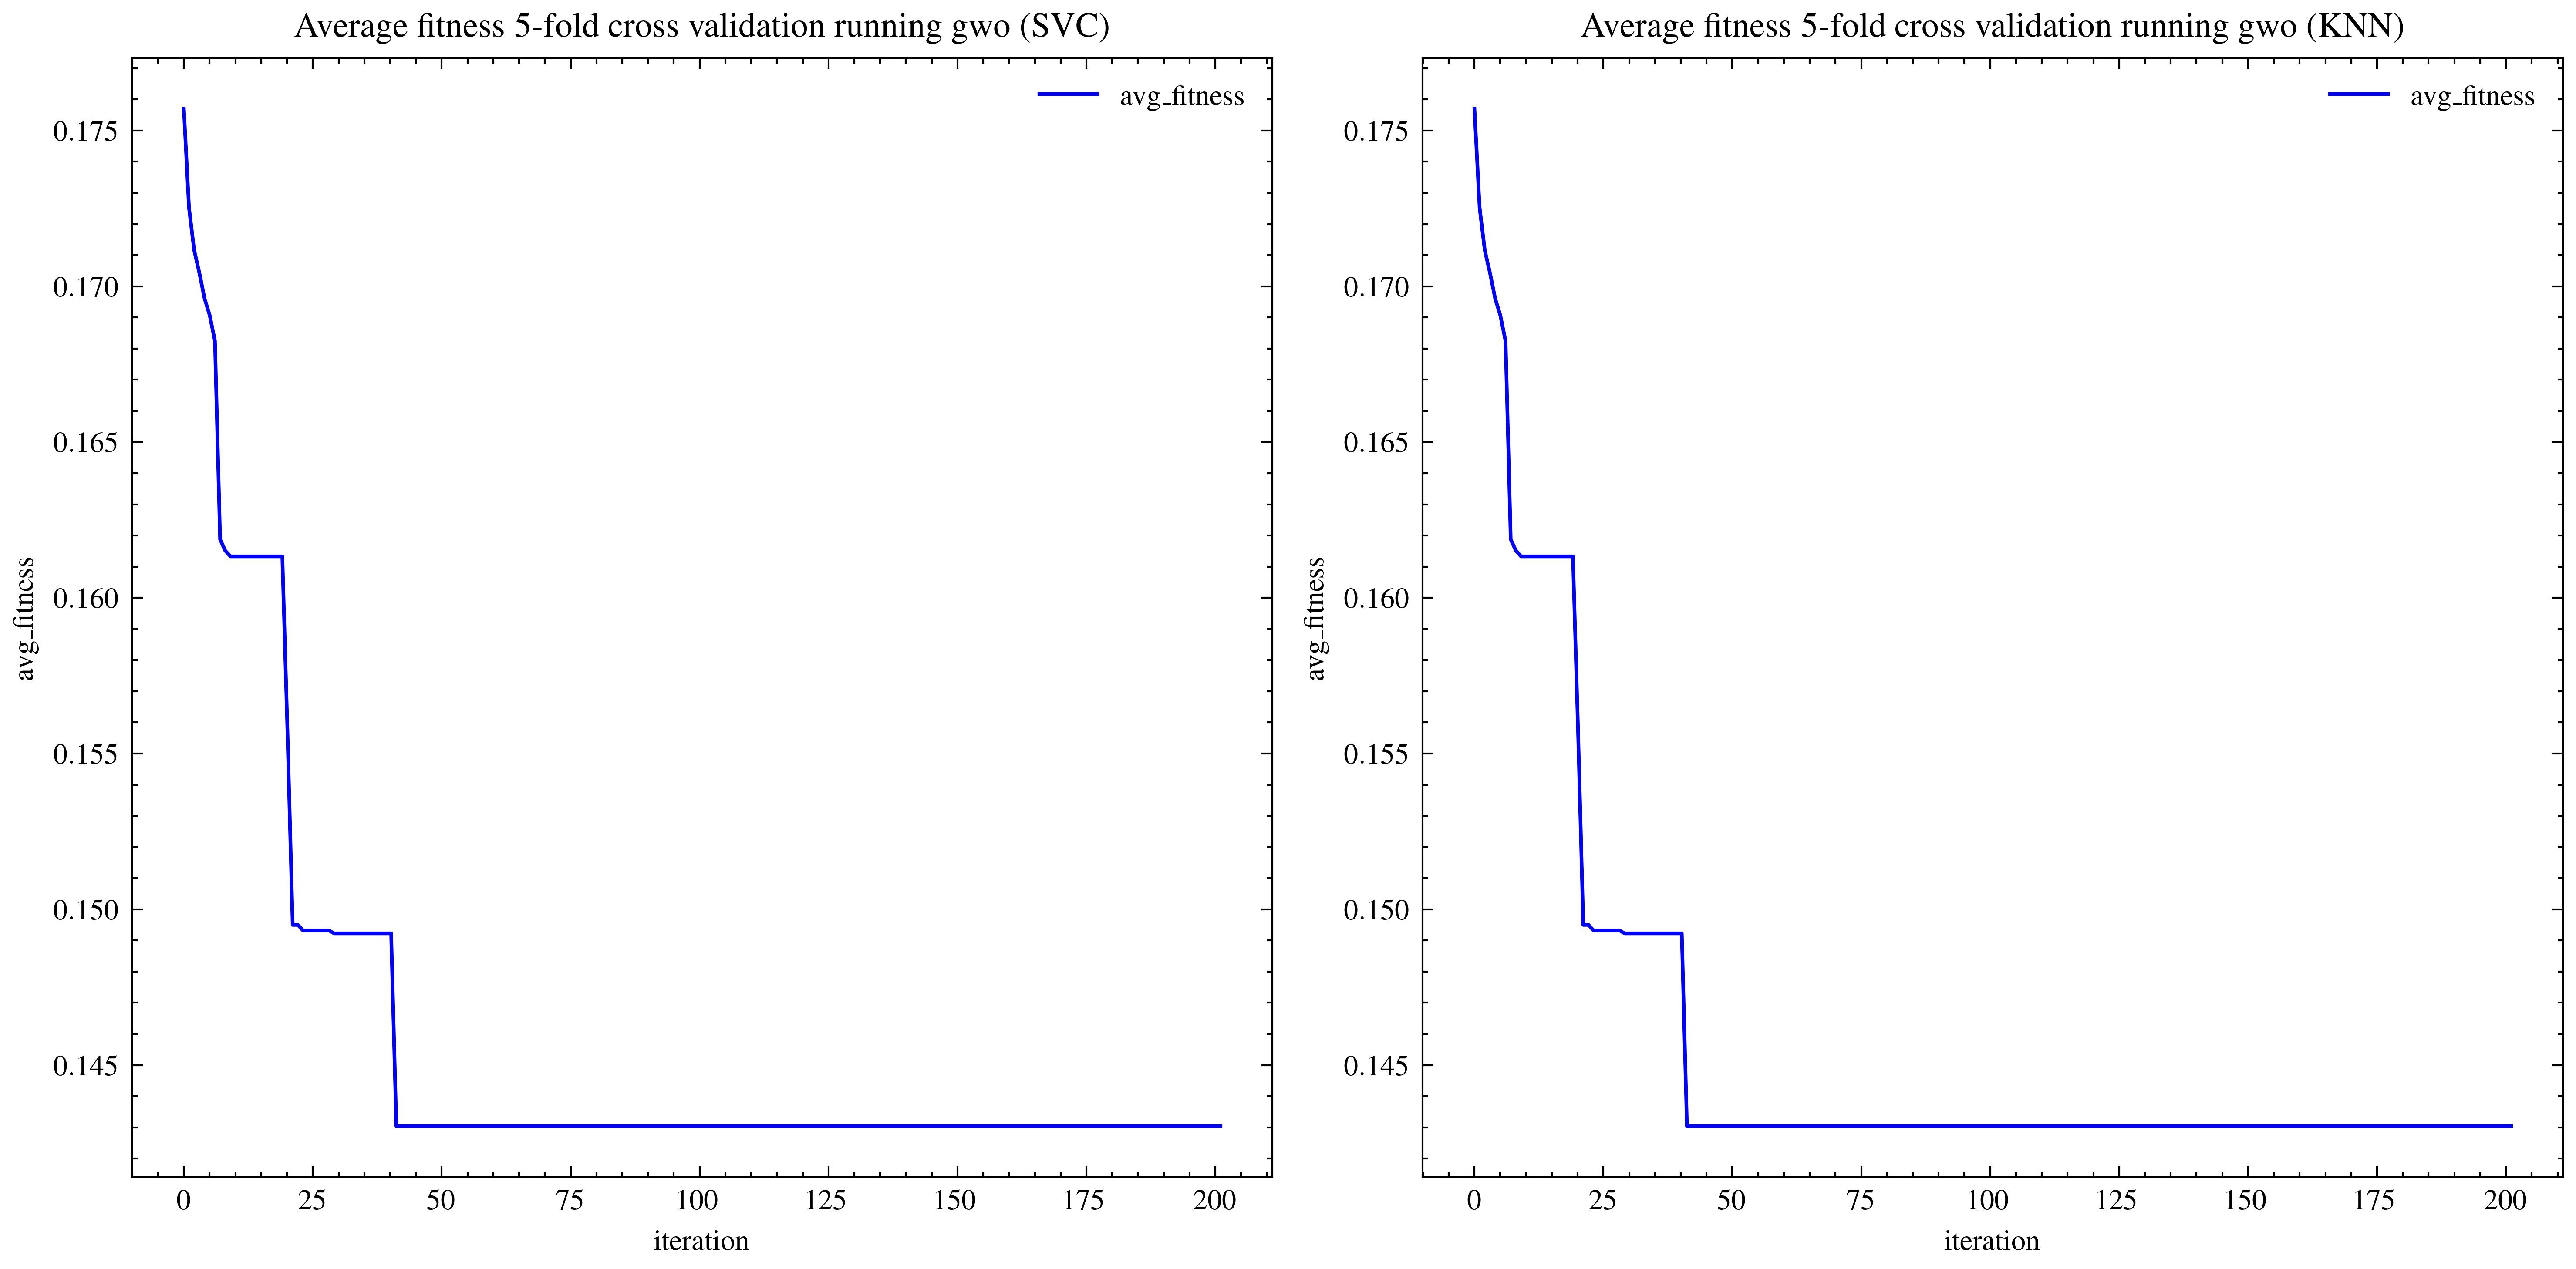 Average fitness 5-fold cross validation running gwo (SVC)
avg_fitness
0.175
0.170
0.165
0.160
0.155
0.150
0.145
avg_fitness
0 25 50 75 100 125 150 175 200
iteration
Average fitness 5-fold cross validation running gwo (KNN)
avg_fitness
0.175
0.170
0.165
0.160
0.155
0.150
0.145
avg_fitness
0 25 50 75 100 125 150 175 200
iteration